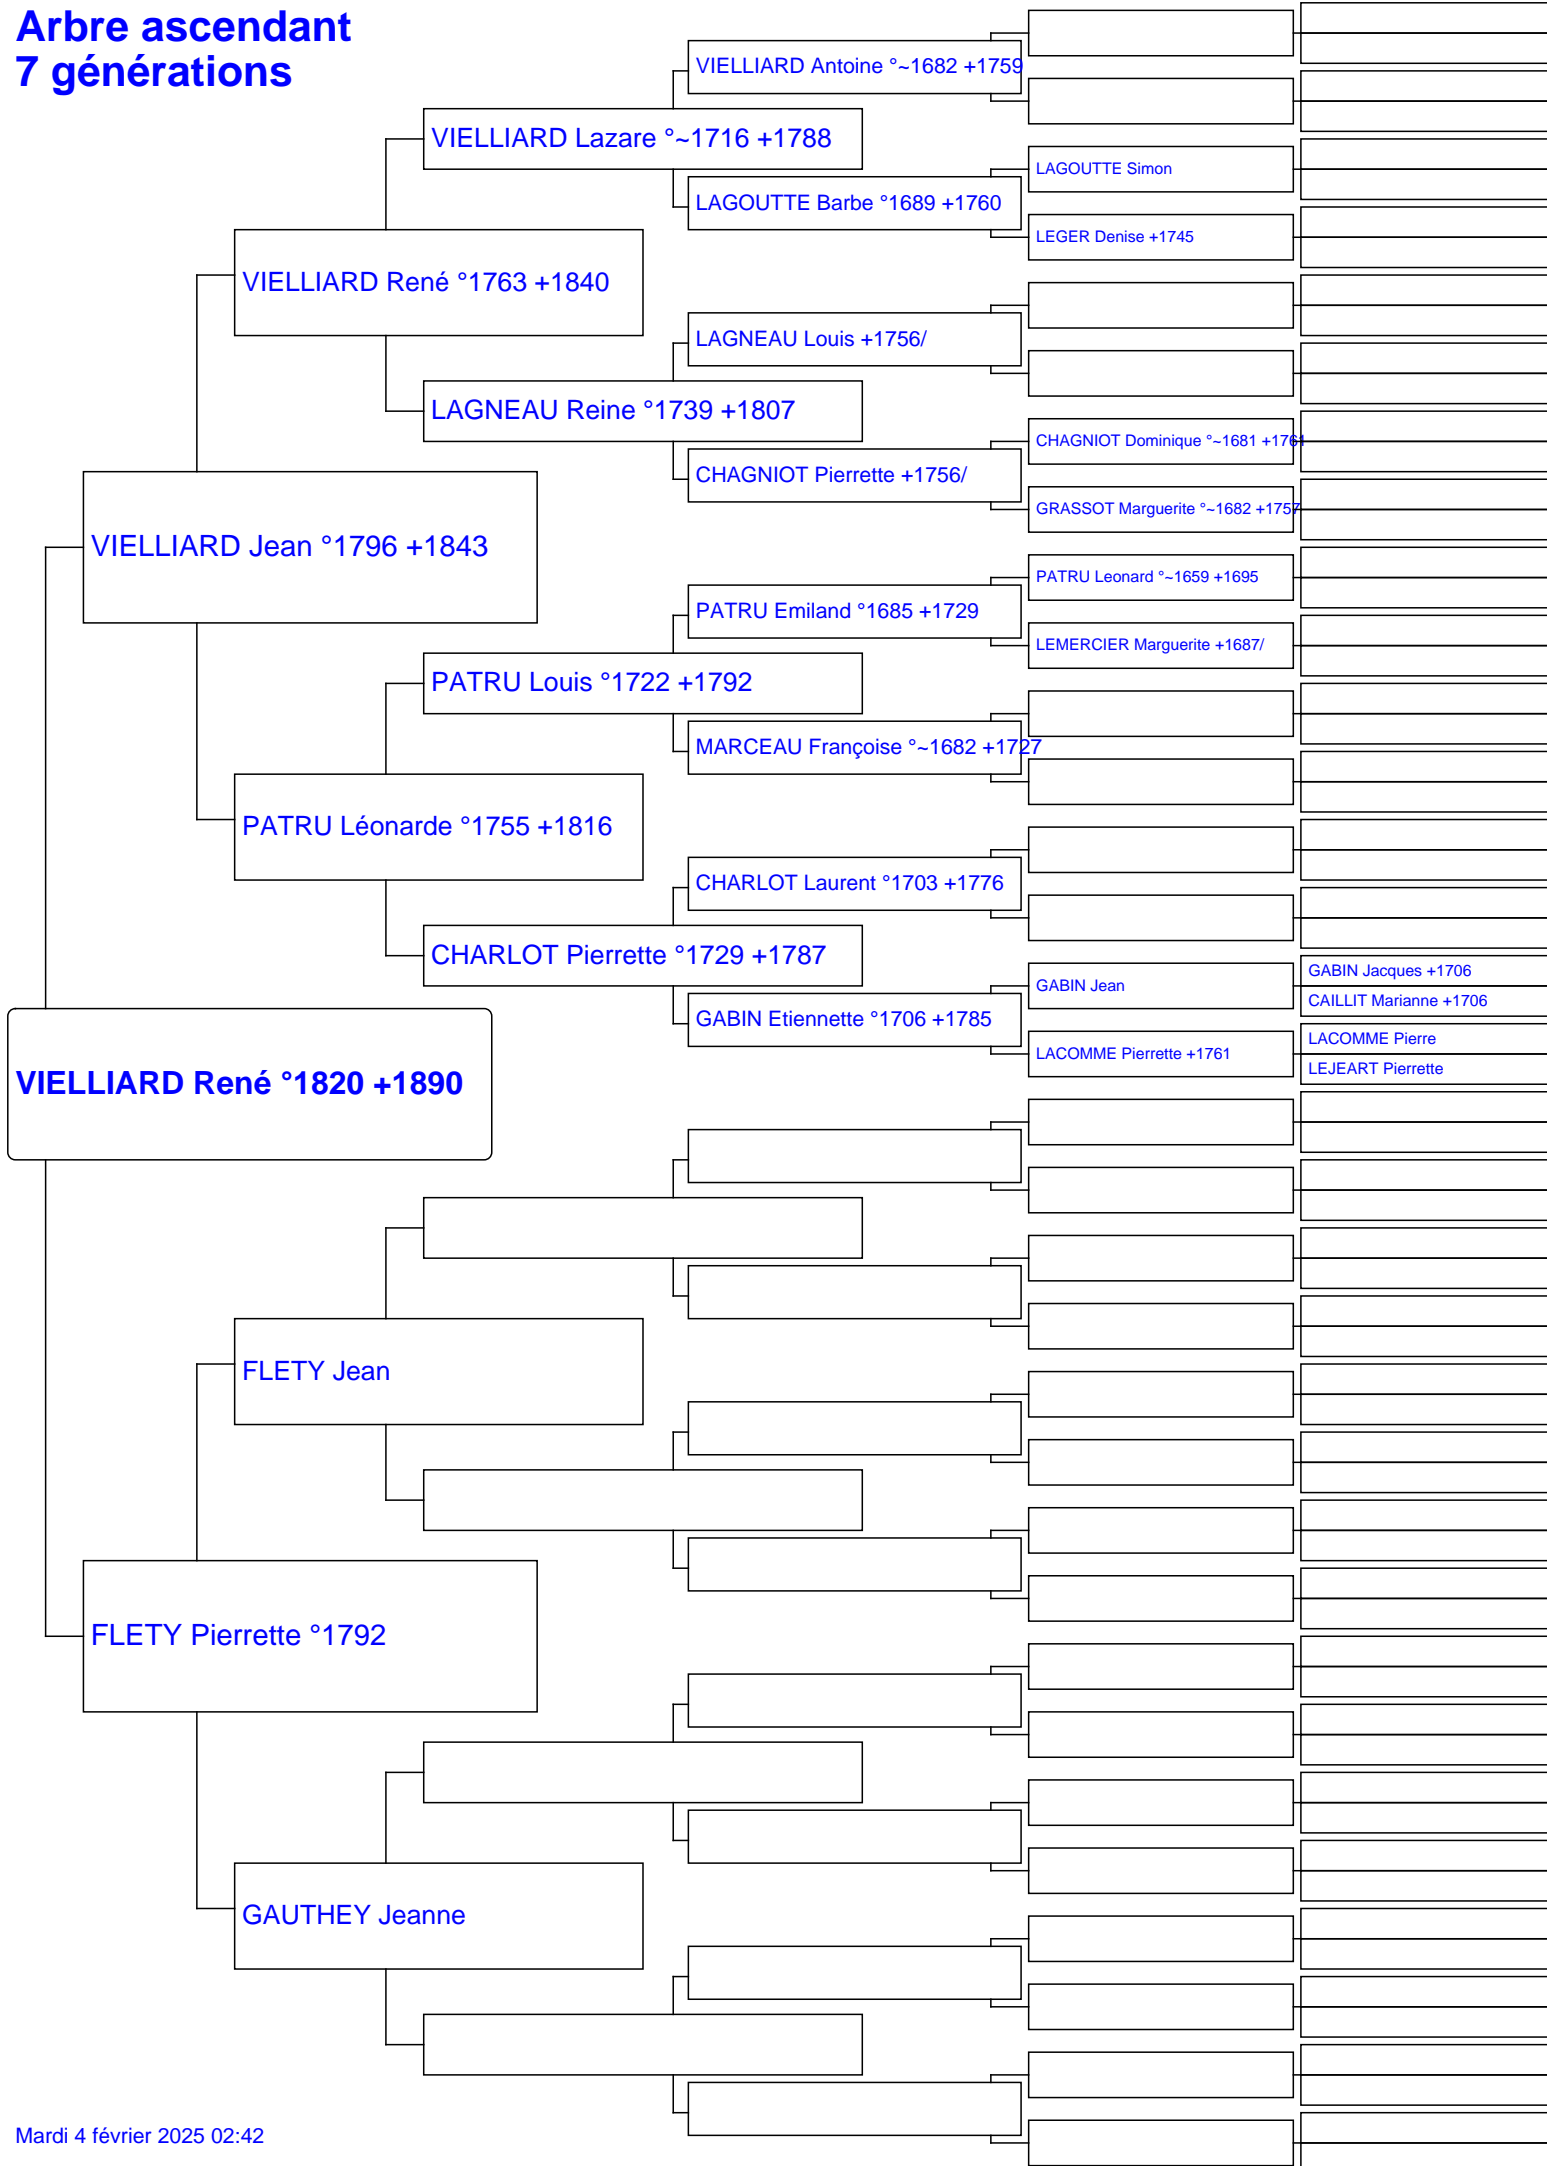 Arbre ascendant
7 générations
VIELLIARD Antoine °~1682 +1759
VIELLIARD Lazare °~1716 +1788
LAGOUTTE Simon
LAGOUTTE Barbe °1689 +1760
LEGER Denise +1745
VIELLIARD René °1763 +1840
LAGNEAU Louis +1756/
LAGNEAU Reine °1739 +1807
CHAGNIOT Dominique °~1681 +1761
CHAGNIOT Pierrette +1756/
GRASSOT Marguerite °~1682 +1757
VIELLIARD Jean °1796 +1843
PATRU Leonard °~1659 +1695
PATRU Emiland °1685 +1729
LEMERCIER Marguerite +1687/
PATRU Louis °1722 +1792
MARCEAU Françoise °~1682 +1727
PATRU Léonarde °1755 +1816
CHARLOT Laurent °1703 +1776
CHARLOT Pierrette °1729 +1787
GABIN Jacques +1706
GABIN Jean
CAILLIT Marianne +1706
GABIN Etiennette °1706 +1785
LACOMME Pierre
LACOMME Pierrette +1761
LEJEART Pierrette
VIELLIARD René °1820 +1890
FLETY Jean
FLETY Pierrette °1792
GAUTHEY Jeanne
Mardi 4 février 2025 02:42